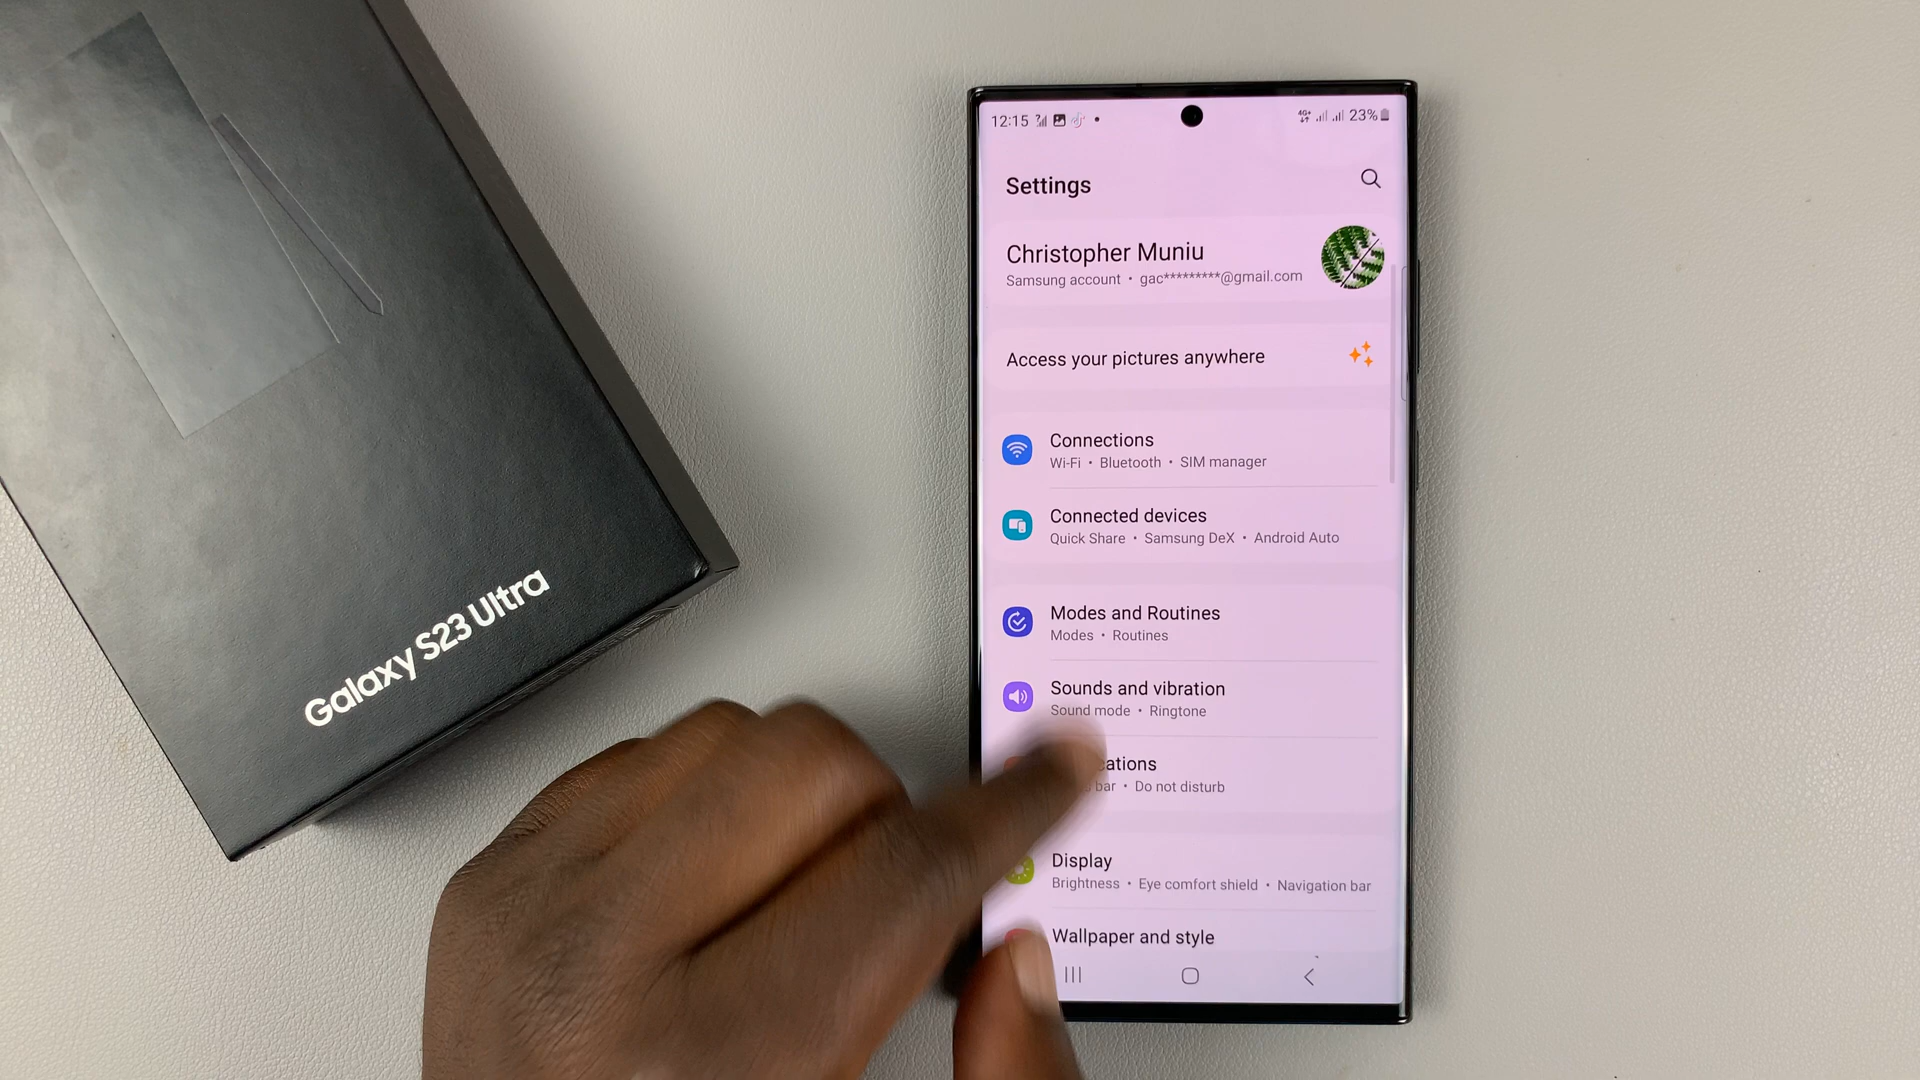 Galaxy S23 Ultra
12:15
4G+
23%
Settings
Christopher Muniu
Samsung account • gac*********@gmail.com
Access your pictures anywhere
Connections
Wi-Fi • Bluetooth • SIM manager
Connected devices
Quick Share • Samsung DeX • Android Auto
Modes and Routines
Modes • Routines
Sounds and vibration
Sound mode • Ringtone
bar • Do not disturb
Display
Brightness • Eye comfort shield • Navigation bar
Wallpaper and style